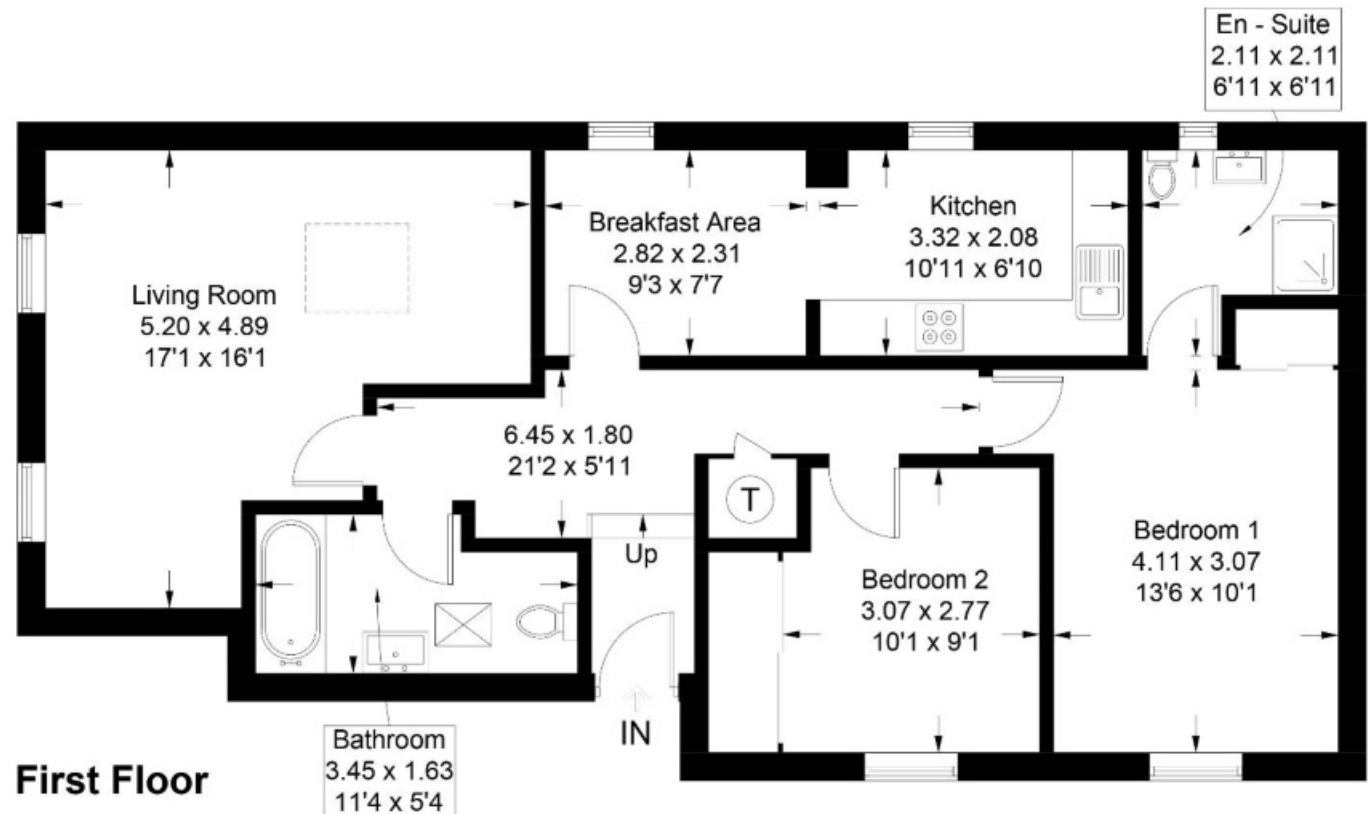 En - Suite
2.11 x 2.11
6'11 x 6'11
Living Room
5.20 x 4.89
17'1 x 16'1
Breakfast Area
2.82 x 2.31
9'3 x 7'7
Kitchen
3.32 x 2.08
10'11 x 6'10
6.45 x 1.80
21'2 x 5'11
T
Up
Bedroom 2
3.07 x 2.77
10'1 x 9'1
Bedroom 1
4.11 x 3.07
13'6 x 10'1
IN
Bathroom
3.45 x 1.63
11'4 x 5'4
First Floor